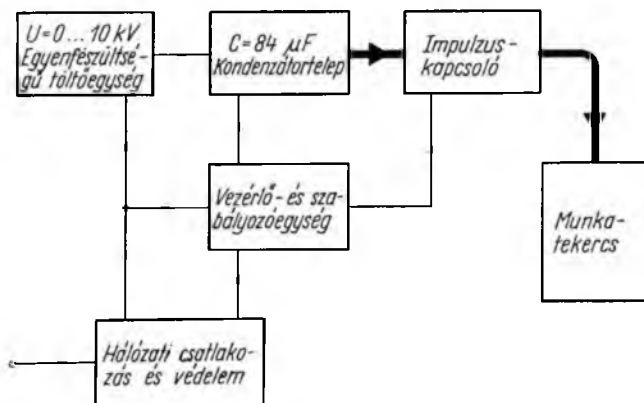 U=0...10 kV
Egyenfeszültsé-
gű töltőegység
C=84 μF
Kondenzátortelep
Impulzus-
kapcsoló
Vezérlő- és sza-
bályozóegység
Munka-
tekercs
Hálózati csatlako-
zás és védelem